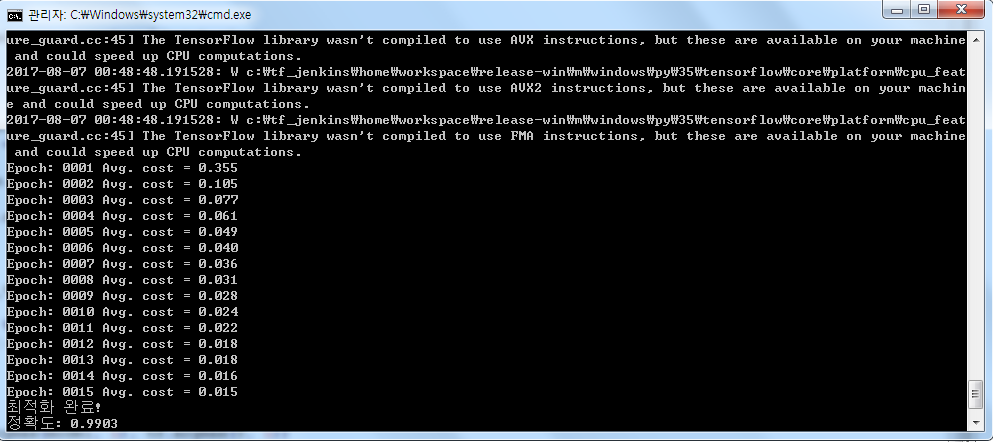 관리자: C:₩Windows₩system32₩cmd.exe
ure_guard.cc:45] The TensorFlow library wasn't compiled to use AVX instructions, but these are available on your machine
 and could speed up CPU computations.
2017-08-07 00:48:48.191528: W c:₩tf_jenkins₩home₩workspace₩release-win₩m₩windows₩py₩35₩tensorflow₩core₩platform₩cpu_feat
ure_guard.cc:45] The TensorFlow library wasn't compiled to use AVX2 instructions, but these are available on your machin
e and could speed up CPU computations.
2017-08-07 00:48:48.191528: W c:₩tf_jenkins₩home₩workspace₩release-win₩m₩windows₩py₩35₩tensorflow₩core₩platform₩cpu_feat
ure_guard.cc:45] The TensorFlow library wasn't compiled to use FMA instructions, but these are available on your machine
 and could speed up CPU computations.
Epoch: 0001 Avg. cost = 0.355
Epoch: 0002 Avg. cost = 0.105
Epoch: 0003 Avg. cost = 0.077
Epoch: 0004 Avg. cost = 0.061
Epoch: 0005 Avg. cost = 0.049
Epoch: 0006 Avg. cost = 0.040
Epoch: 0007 Avg. cost = 0.036
Epoch: 0008 Avg. cost = 0.031
Epoch: 0009 Avg. cost = 0.028
Epoch: 0010 Avg. cost = 0.024
Epoch: 0011 Avg. cost = 0.022
Epoch: 0012 Avg. cost = 0.018
Epoch: 0013 Avg. cost = 0.018
Epoch: 0014 Avg. cost = 0.016
Epoch: 0015 Avg. cost = 0.015
최적화 완료!
정확도: 0.9903